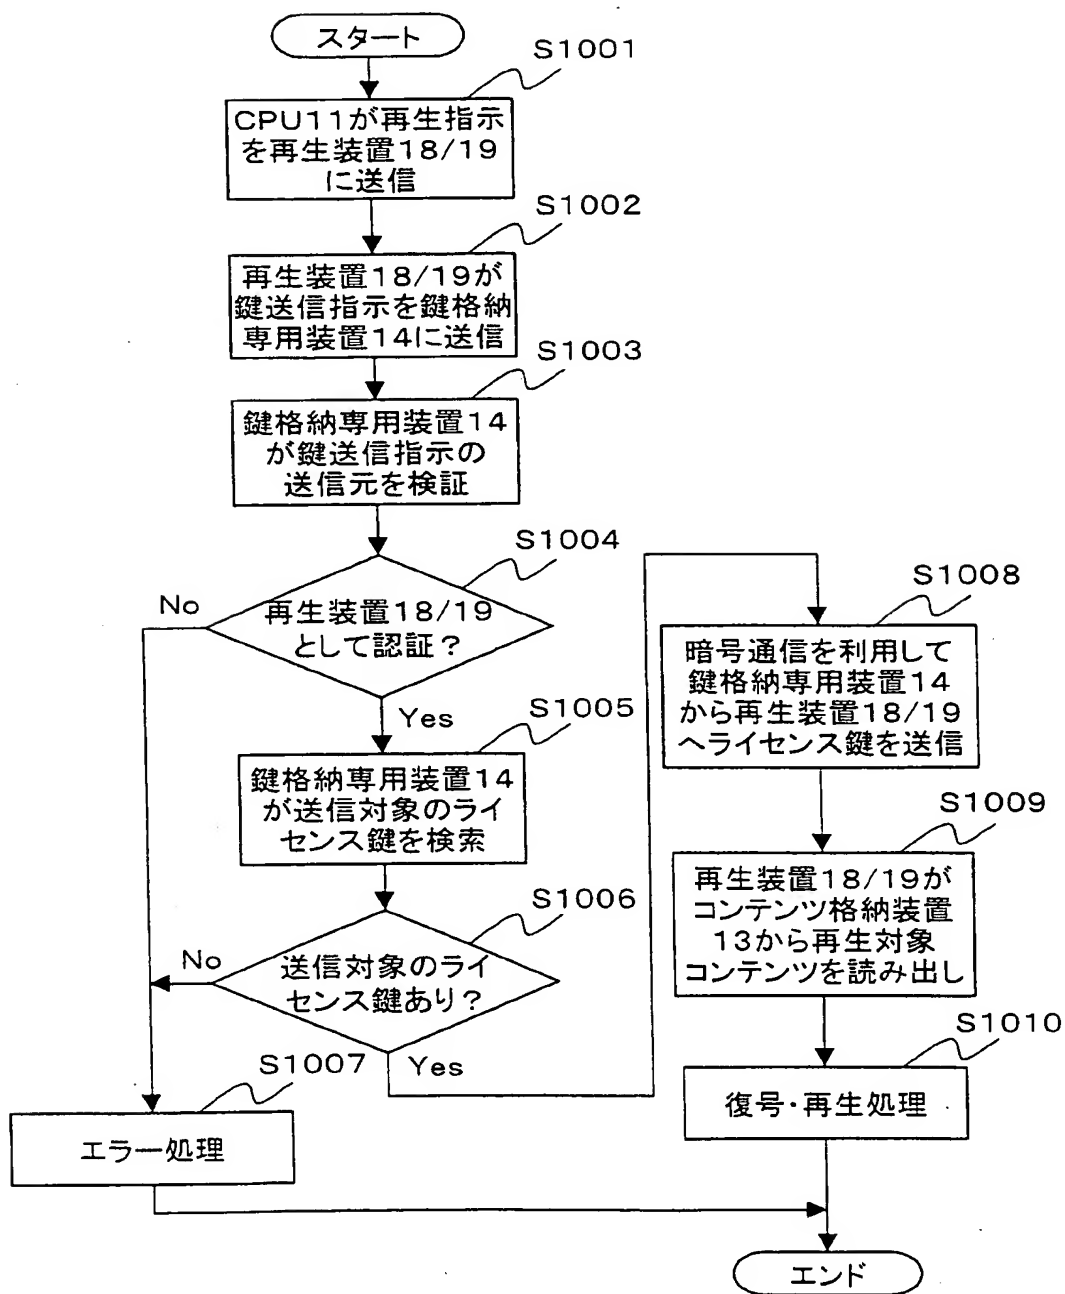 スタート
S1001
CPU11が再生指示
を再生装置18/19
に送信
S1002
再生装置18/19が
鍵送信指示を鍵格納
専用装置14に送信
S1003
鍵格納専用装置14
が鍵送信指示の
送信元を検証
S1004
No
再生装置18/19
として認証？
Yes
S1005
鍵格納専用装置14
が送信対象のライ
センス鍵を検索
S1006
No
送信対象のライ
センス鍵あり？
Yes
S1007
エラー処理
S1008
暗号通信を利用して
鍵格納専用装置14
から再生装置18/19
へライセンス鍵を送信
S1009
再生装置18/19が
コンテンツ格納装置
13から再生対象
コンテンツを読み出し
S1010
復号・再生処理
エンド